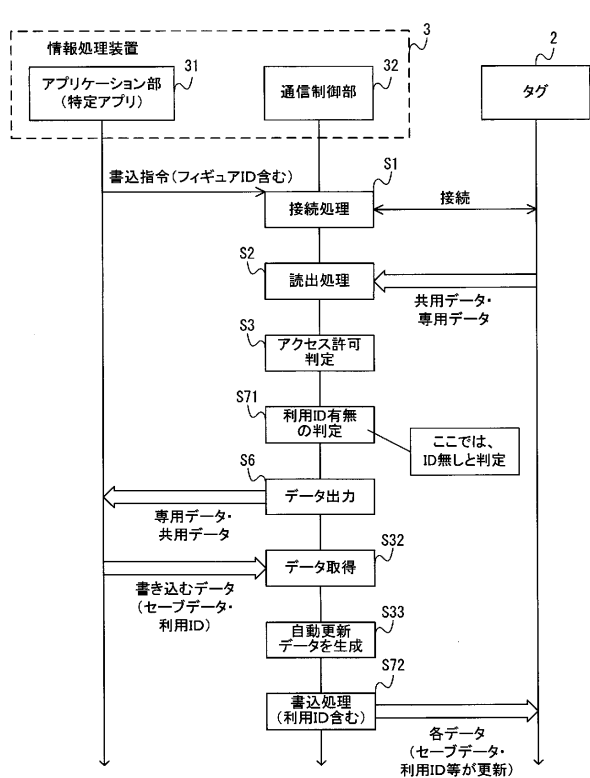 3
情報処理装置
31
アプリケーション部
(特定アプリ)
32
通信制御部
2
タグ
書込指令(フィギュアID含む)
S1
接続処理
接続
S2
読出処理
共用データ・
専用データ
S3
アクセス許可
判定
S71
利用ID有無
の判定
ここでは、
ID無しと判定
S6
データ出力
専用データ・
共用データ
S32
データ取得
書き込むデータ
(セーブデータ・
利用ID)
S33
自動更新
データを生成
S72
書込処理
(利用ID含む)
各データ
(セーブデータ・
利用ID等が更新)